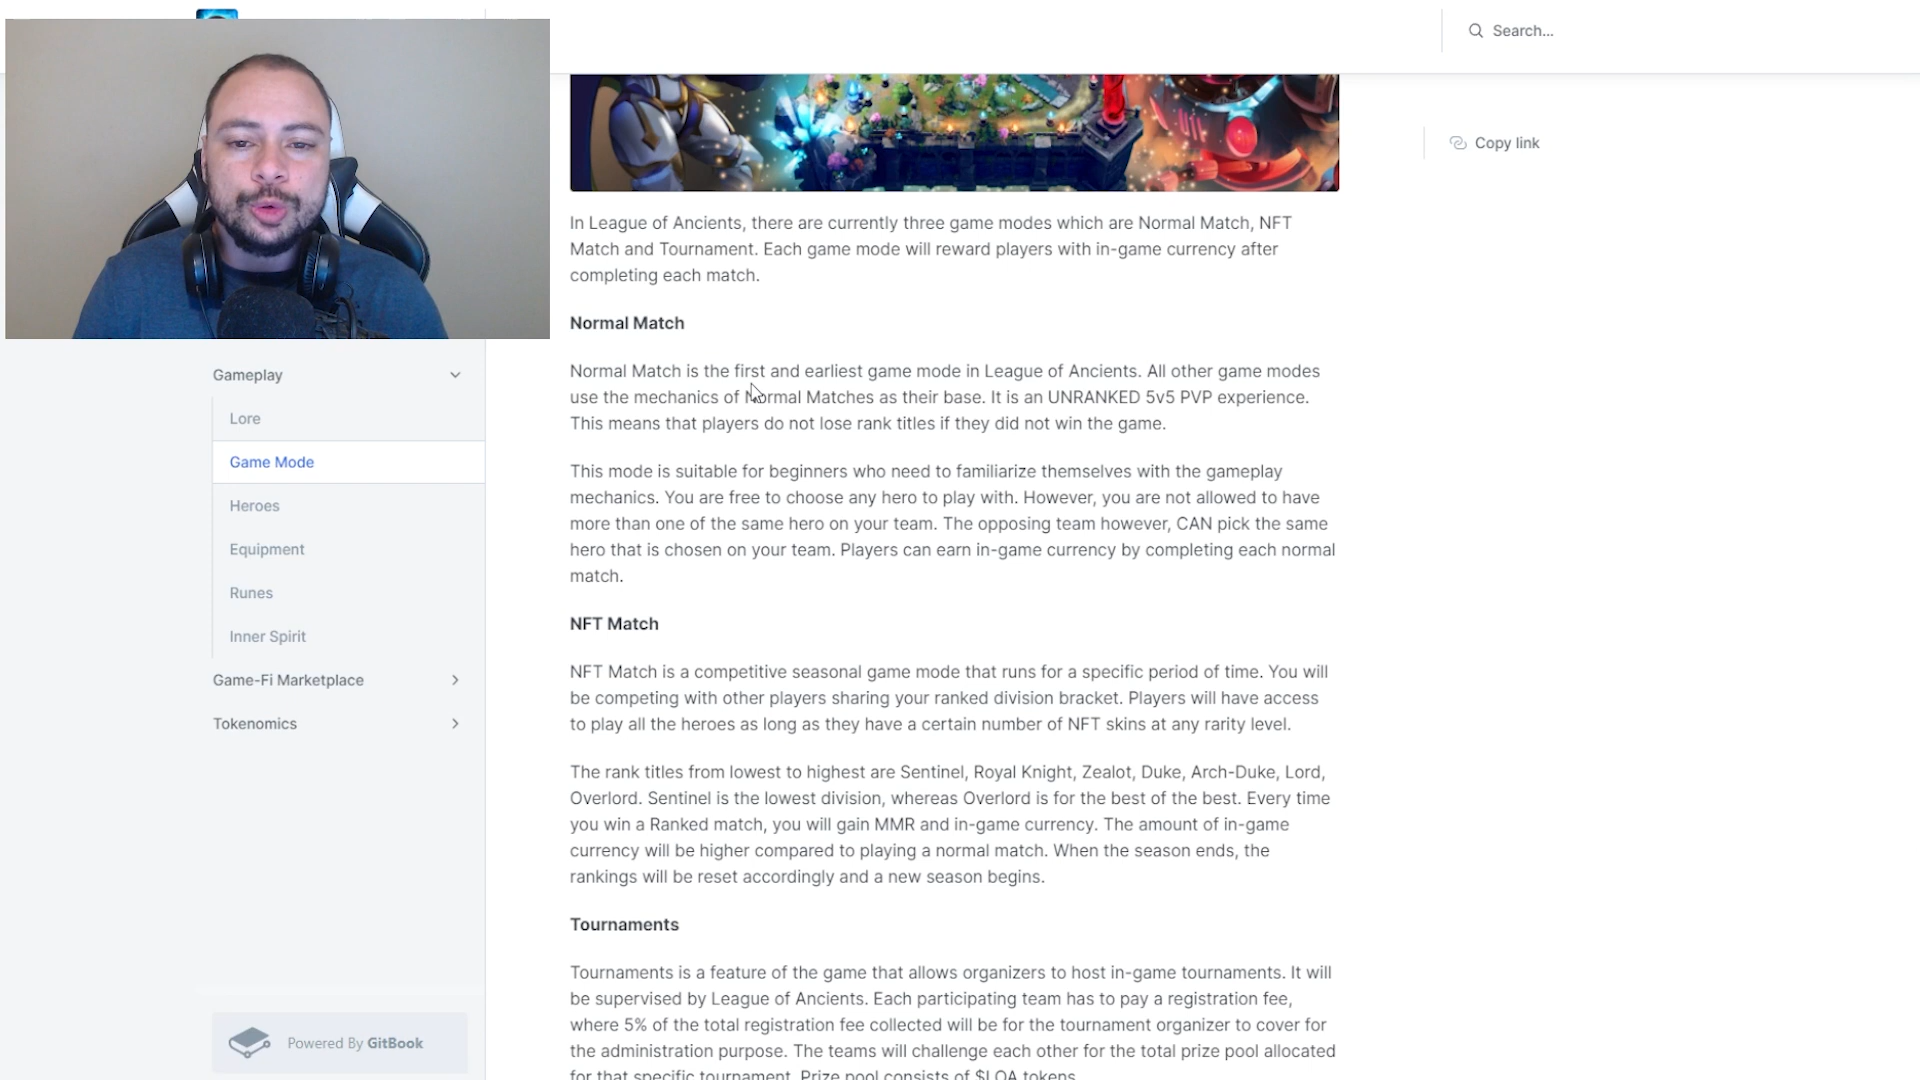 Search...
Copy link
In League of Ancients, there are currently three game modes which are Normal Match, NFT
Match and Tournament. Each game mode will reward players with in-game currency after
completing each match.
Normal Match
Normal Match is the first and earliest game mode in League of Ancients. All other game modes
use the mechanics of Normal Matches as their base. It is an UNRANKED 5v5 PVP experience.
This means that players do not lose rank titles if they did not win the game.
This mode is suitable for beginners who need to familiarize themselves with the gameplay
mechanics. You are free to choose any hero to play with. However, you are not allowed to have
more than one of the same hero on your team. The opposing team however, CAN pick the same
hero that is chosen on your team. Players can earn in-game currency by completing each normal
match.
NFT Match
NFT Match is a competitive seasonal game mode that runs for a specific period of time. You will
be competing with other players sharing your ranked division bracket. Players will have access
to play all the heroes as long as they have a certain number of NFT skins at any rarity level.
The rank titles from lowest to highest are Sentinel, Royal Knight, Zealot, Duke, Arch-Duke, Lord,
Overlord. Sentinel is the lowest division, whereas Overlord is for the best of the best. Every time
you win a Ranked match, you will gain MMR and in-game currency. The amount of in-game
currency will be higher compared to playing a normal match. When the season ends, the
rankings will be reset accordingly and a new season begins.
Tournaments
Tournaments is a feature of the game that allows organizers to host in-game tournaments. It will
be supervised by League of Ancients. Each participating team has to pay a registration fee,
where 5% of the total registration fee collected will be for the tournament organizer to cover for
the administration purpose. The teams will challenge each other for the total prize pool allocated
for that specific tournament. Prize pool consists of $LOA tokens.
Gameplay
Lore
Game Mode
Heroes
Equipment
Runes
Inner Spirit
Game-Fi Marketplace
Tokenomics
Powered By GitBook